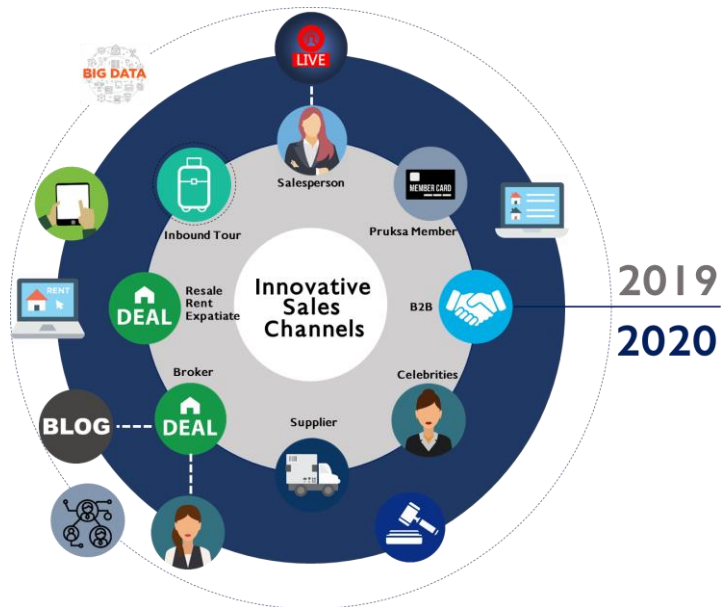 BIG DATA
LIVE
Salesperson
MEMBER CARD
Inbound Tour
Pruksa Member
RENT
DEAL
Resale
Rent
Expatiate
Innovative
Sales
Channels
B2B
2019
2020
Broker
Celebrities
BLOG
DEAL
Supplier